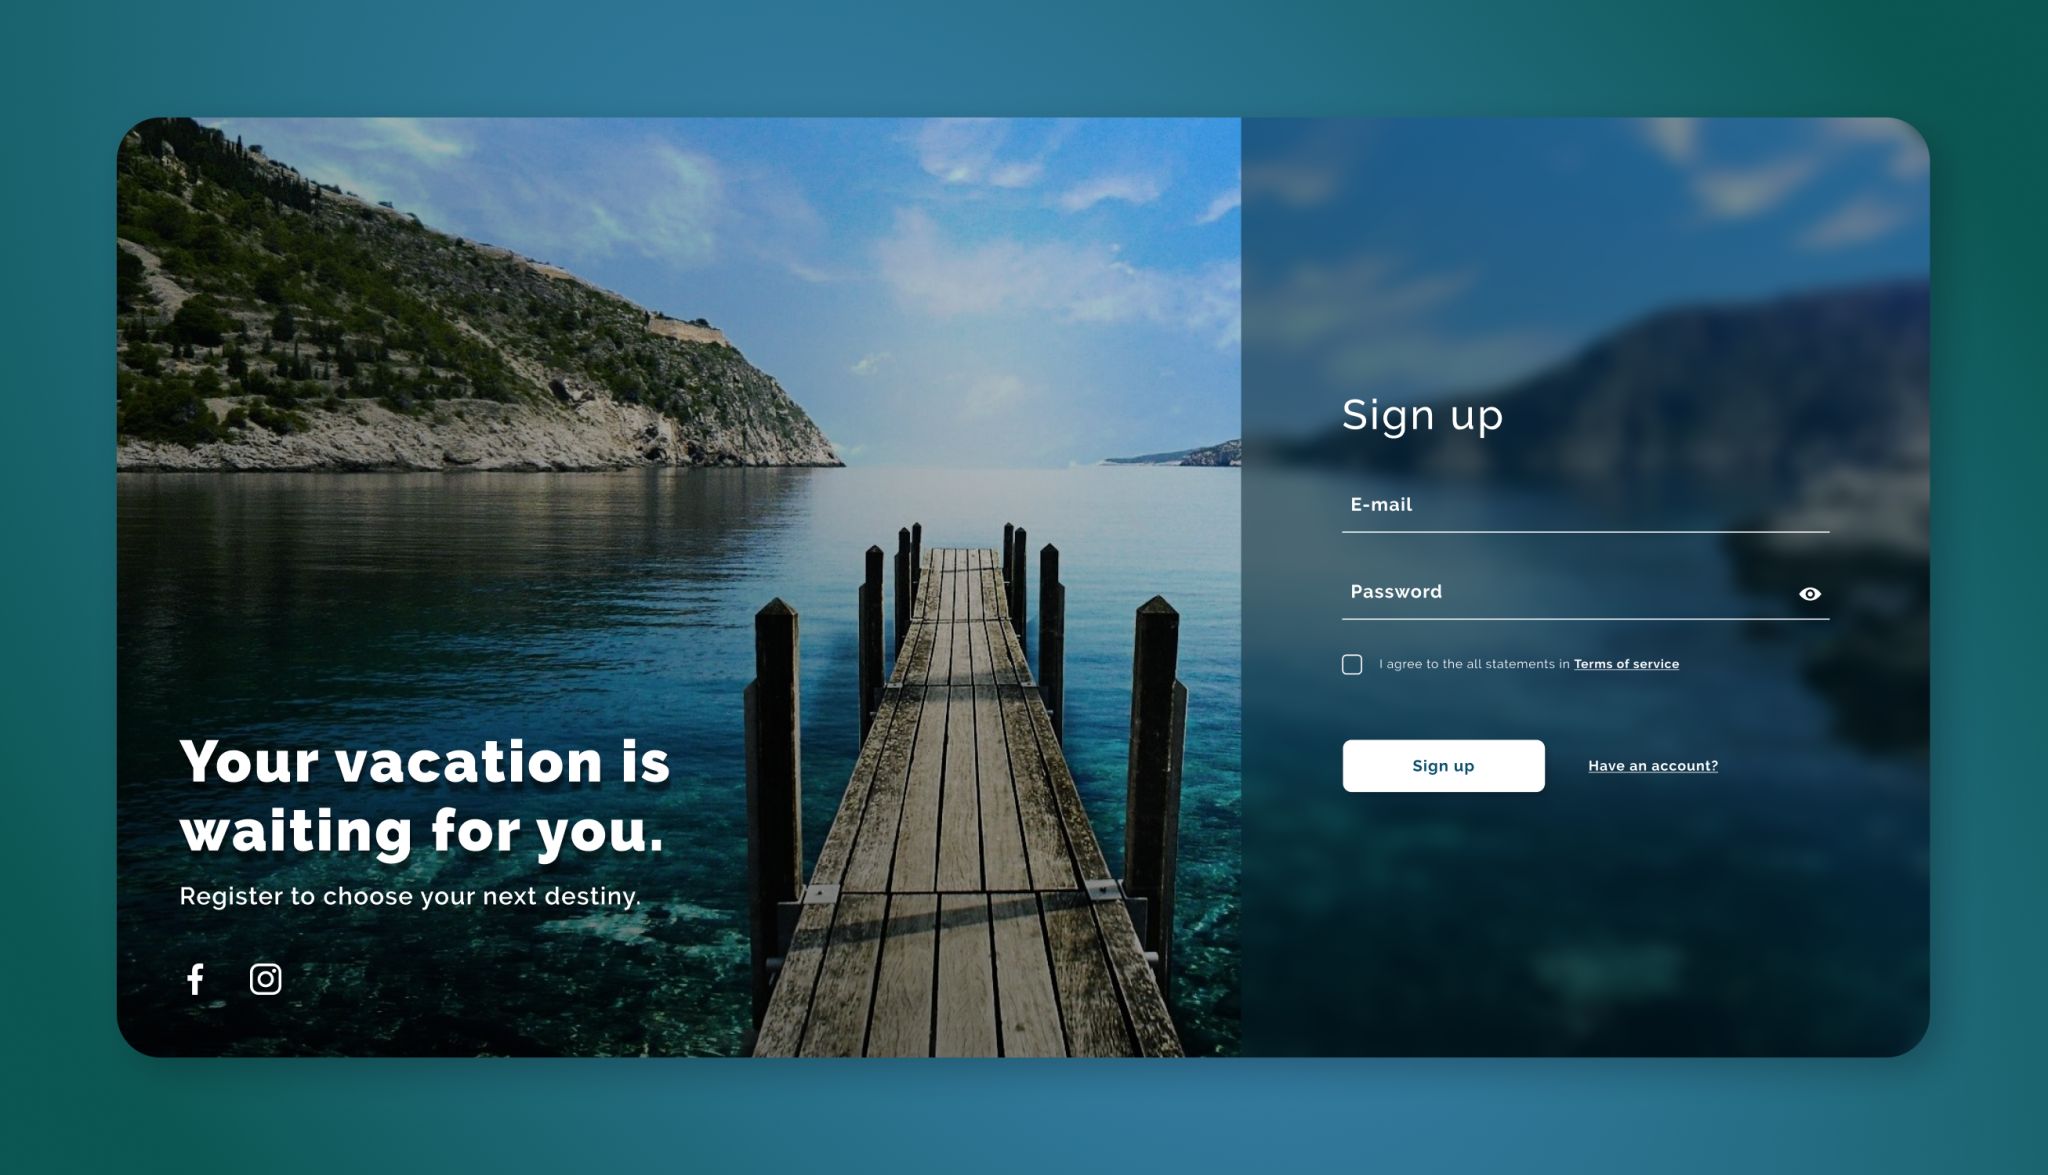 Your vacation is
waiting for you.
Register to choose your next destiny.
Sign up
E-mail
Password
I agree to the all statements in Terms of service
Sign up
Have an account?